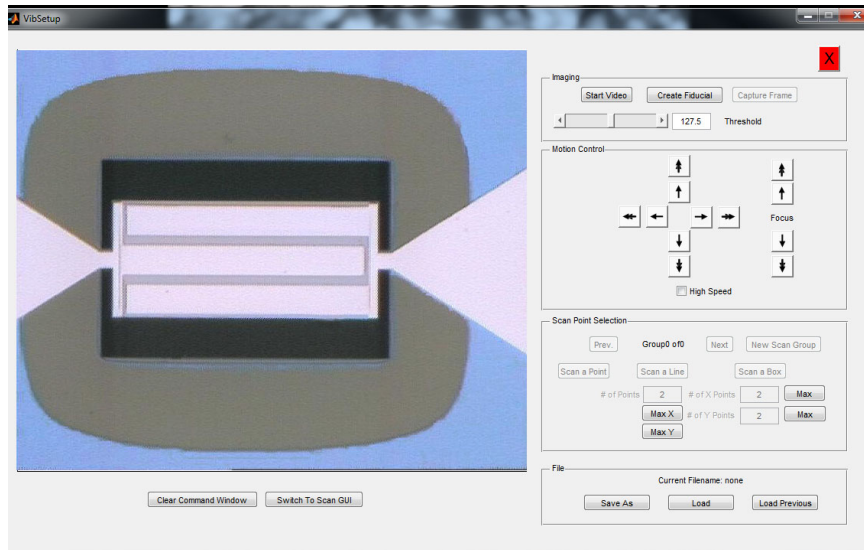 VibSetup
X
Imaging
Start Video Create Fiducial Capture Frame
127.5 Threshold
Motion Control
Focus
High Speed
Scan Point Selection
Prev. Group0 of0 Next New Scan Group
Scan a Point Scan a Line Scan a Box
# of Points 2 # of X Points 2 Max
Max X # of Y Points 2 Max
Max Y
File
Current Filename: none
Save As Load Load Previous
Clear Command Window Switch To Scan GUI